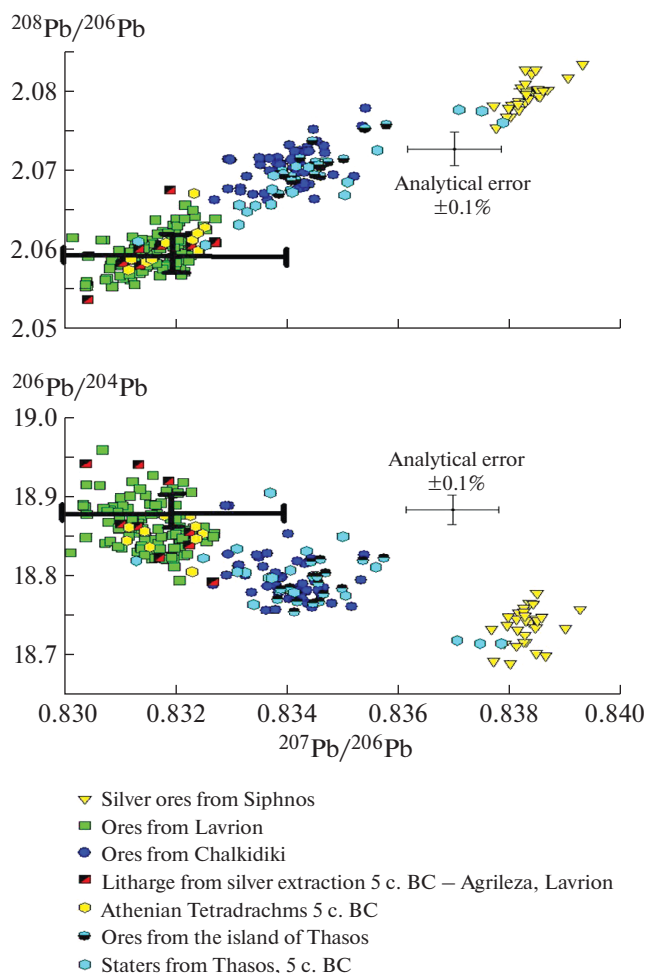 ²⁰⁸Pb/²⁰⁶Pb
2.08
2.07
2.06
2.05
Analytical error
±0.1%
²⁰⁶Pb/²⁰⁴Pb
19.0
18.9
18.8
18.7
Analytical error
±0.1%
0.830 0.832 0.834 0.836 0.838 0.840
²⁰⁷Pb/²⁰⁶Pb
Silver ores from Siphnos
Ores from Lavrion
Ores from Chalkidiki
Litharge from silver extraction 5 c. BC – Agrileza, Lavrion
Athenian Tetradrachms 5 c. BC
Ores from the island of Thasos
Staters from Thasos, 5 c. BC